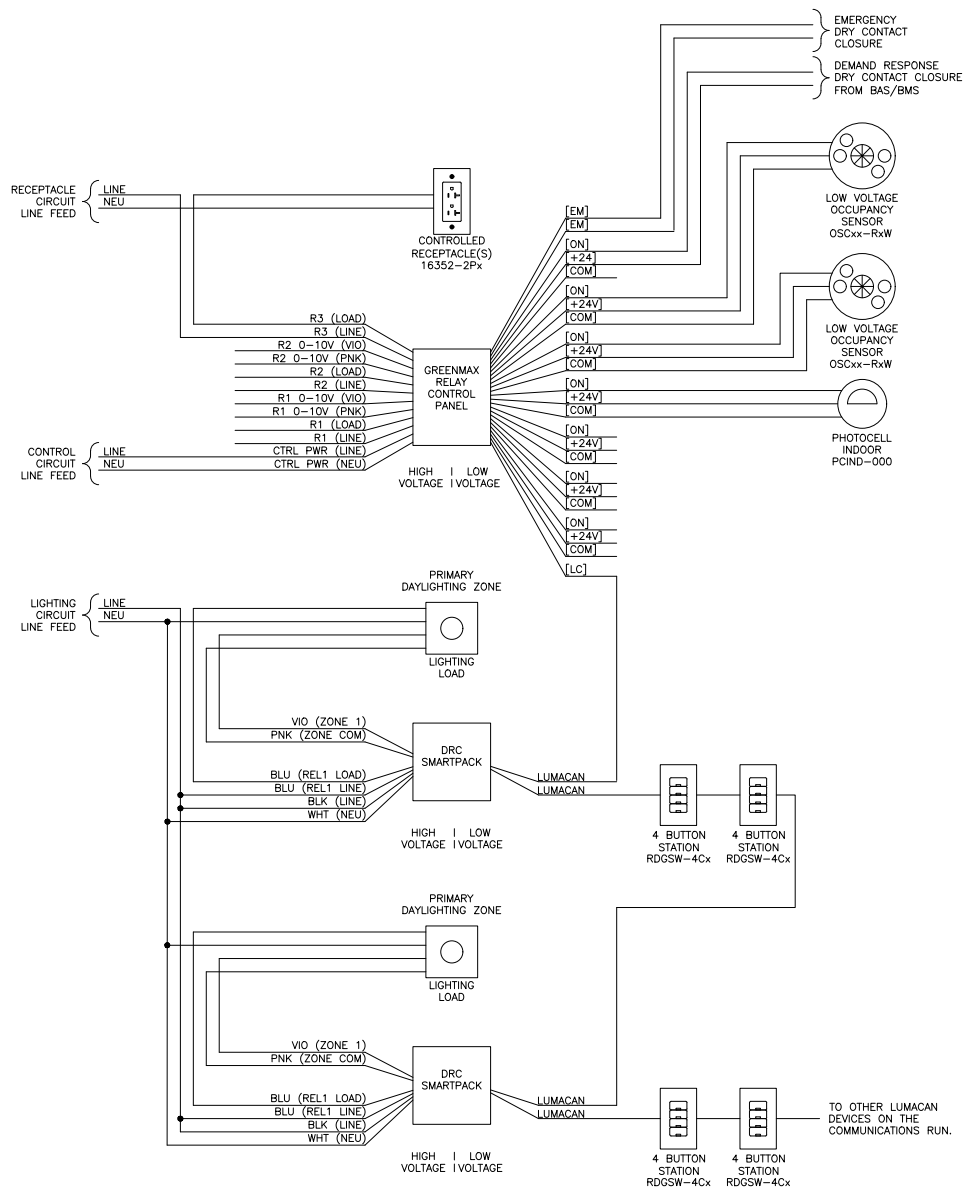 EMERGENCY
DRY CONTACT
CLOSURE
DEMAND RESPONSE
DRY CONTACT CLOSURE
FROM BAS/BMS
LOW VOLTAGE
OCCUPANCY
SENSOR
OSCxx-RxW
RECEPTACLE
CIRCUIT
LINE FEED
LINE
NEU
CONTROLLED
RECEPTACLE(S)
16352-2Px
[EM]
[EM]
[ON]
[+24]
[COM]
[ON]
[+24V]
[COM]
[ON]
[+24V]
[COM]
[ON]
[+24V]
[COM]
[ON]
[+24V]
[COM]
[ON]
[+24V]
[COM]
[ON]
[+24V]
[COM]
[LC]
LOW VOLTAGE
OCCUPANCY
SENSOR
OSCxx-RxW
PHOTOCELL
INDOOR
PCIND-000
R3 (LOAD)
R3 (LINE)
R2 0-10V (VIO)
R2 0-10V (PNK)
R2 (LOAD)
R2 (LINE)
R1 0-10V (VIO)
R1 0-10V (PNK)
R1 (LOAD)
R1 (LINE)
CTRL PWR (LINE)
CTRL PWR (NEU)
GREENMAX
RELAY
CONTROL
PANEL
CONTROL
CIRCUIT
LINE FEED
LINE
NEU
HIGH | LOW
VOLTAGE | VOLTAGE
PRIMARY
DAYLIGHTING ZONE
LIGHTING
CIRCUIT
LINE FEED
LINE
NEU
LIGHTING
LOAD
VIO (ZONE 1)
PNK (ZONE COM)
BLU (REL1 LOAD)
BLU (REL1 LINE)
BLK (LINE)
WHT (NEU)
DRC
SMARTPACK
LUMACAN
LUMACAN
HIGH | LOW
VOLTAGE | VOLTAGE
4 BUTTON
STATION
RDGSW-4Cx
4 BUTTON
STATION
RDGSW-4Cx
PRIMARY
DAYLIGHTING ZONE
LIGHTING
LOAD
VIO (ZONE 1)
PNK (ZONE COM)
BLU (REL1 LOAD)
BLU (REL1 LINE)
BLK (LINE)
WHT (NEU)
DRC
SMARTPACK
LUMACAN
LUMACAN
HIGH | LOW
VOLTAGE | VOLTAGE
4 BUTTON
STATION
RDGSW-4Cx
4 BUTTON
STATION
RDGSW-4Cx
TO OTHER LUMACAN
DEVICES ON THE
COMMUNICATIONS RUN.